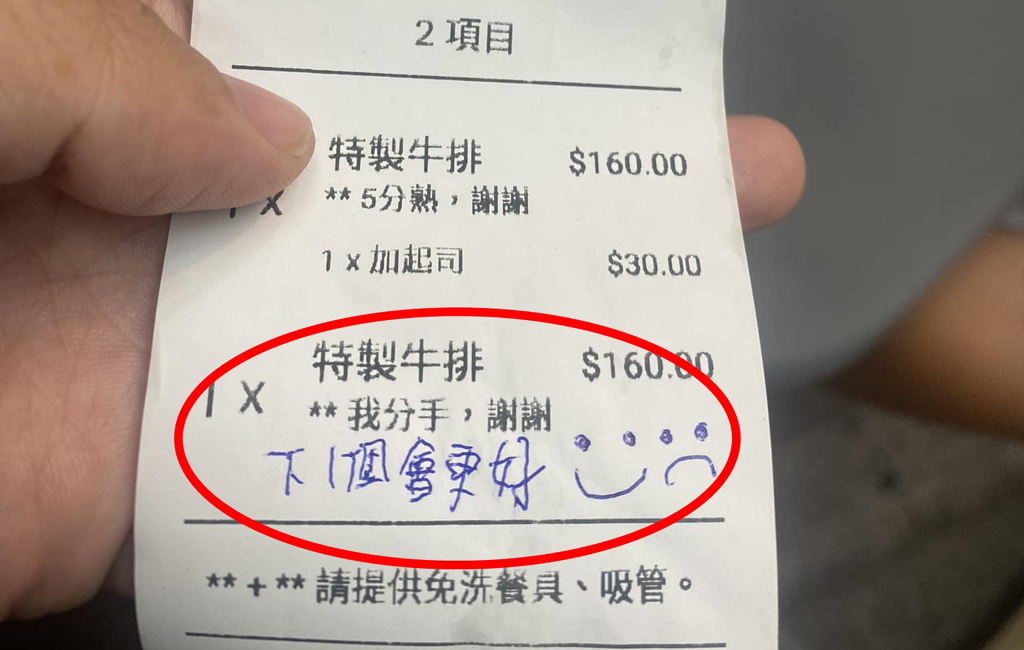 2 項目
特製牛排 $160.00
1 x ** 5分熟，謝謝
1 x 加起司 $30.00
特製牛排 $160.00
1 X ** 我分手，謝謝
下1個會更好
** + ** 請提供免洗餐具、吸管。